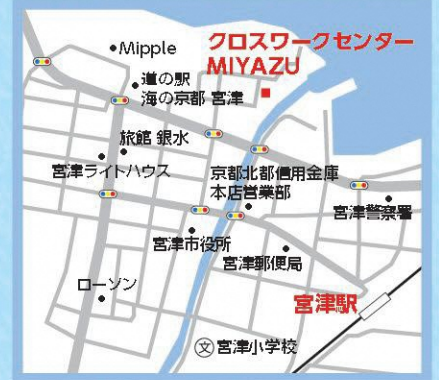 Mipple
クロスワークセンター
MIYAZU
道の駅
海の京都 宮津
旅館 銀水
宮津ライトハウス
京都北都信用金庫
本店営業部
宮津警察署
宮津市役所
宮津郵便局
ローソン
宮津駅
文 宮津小学校